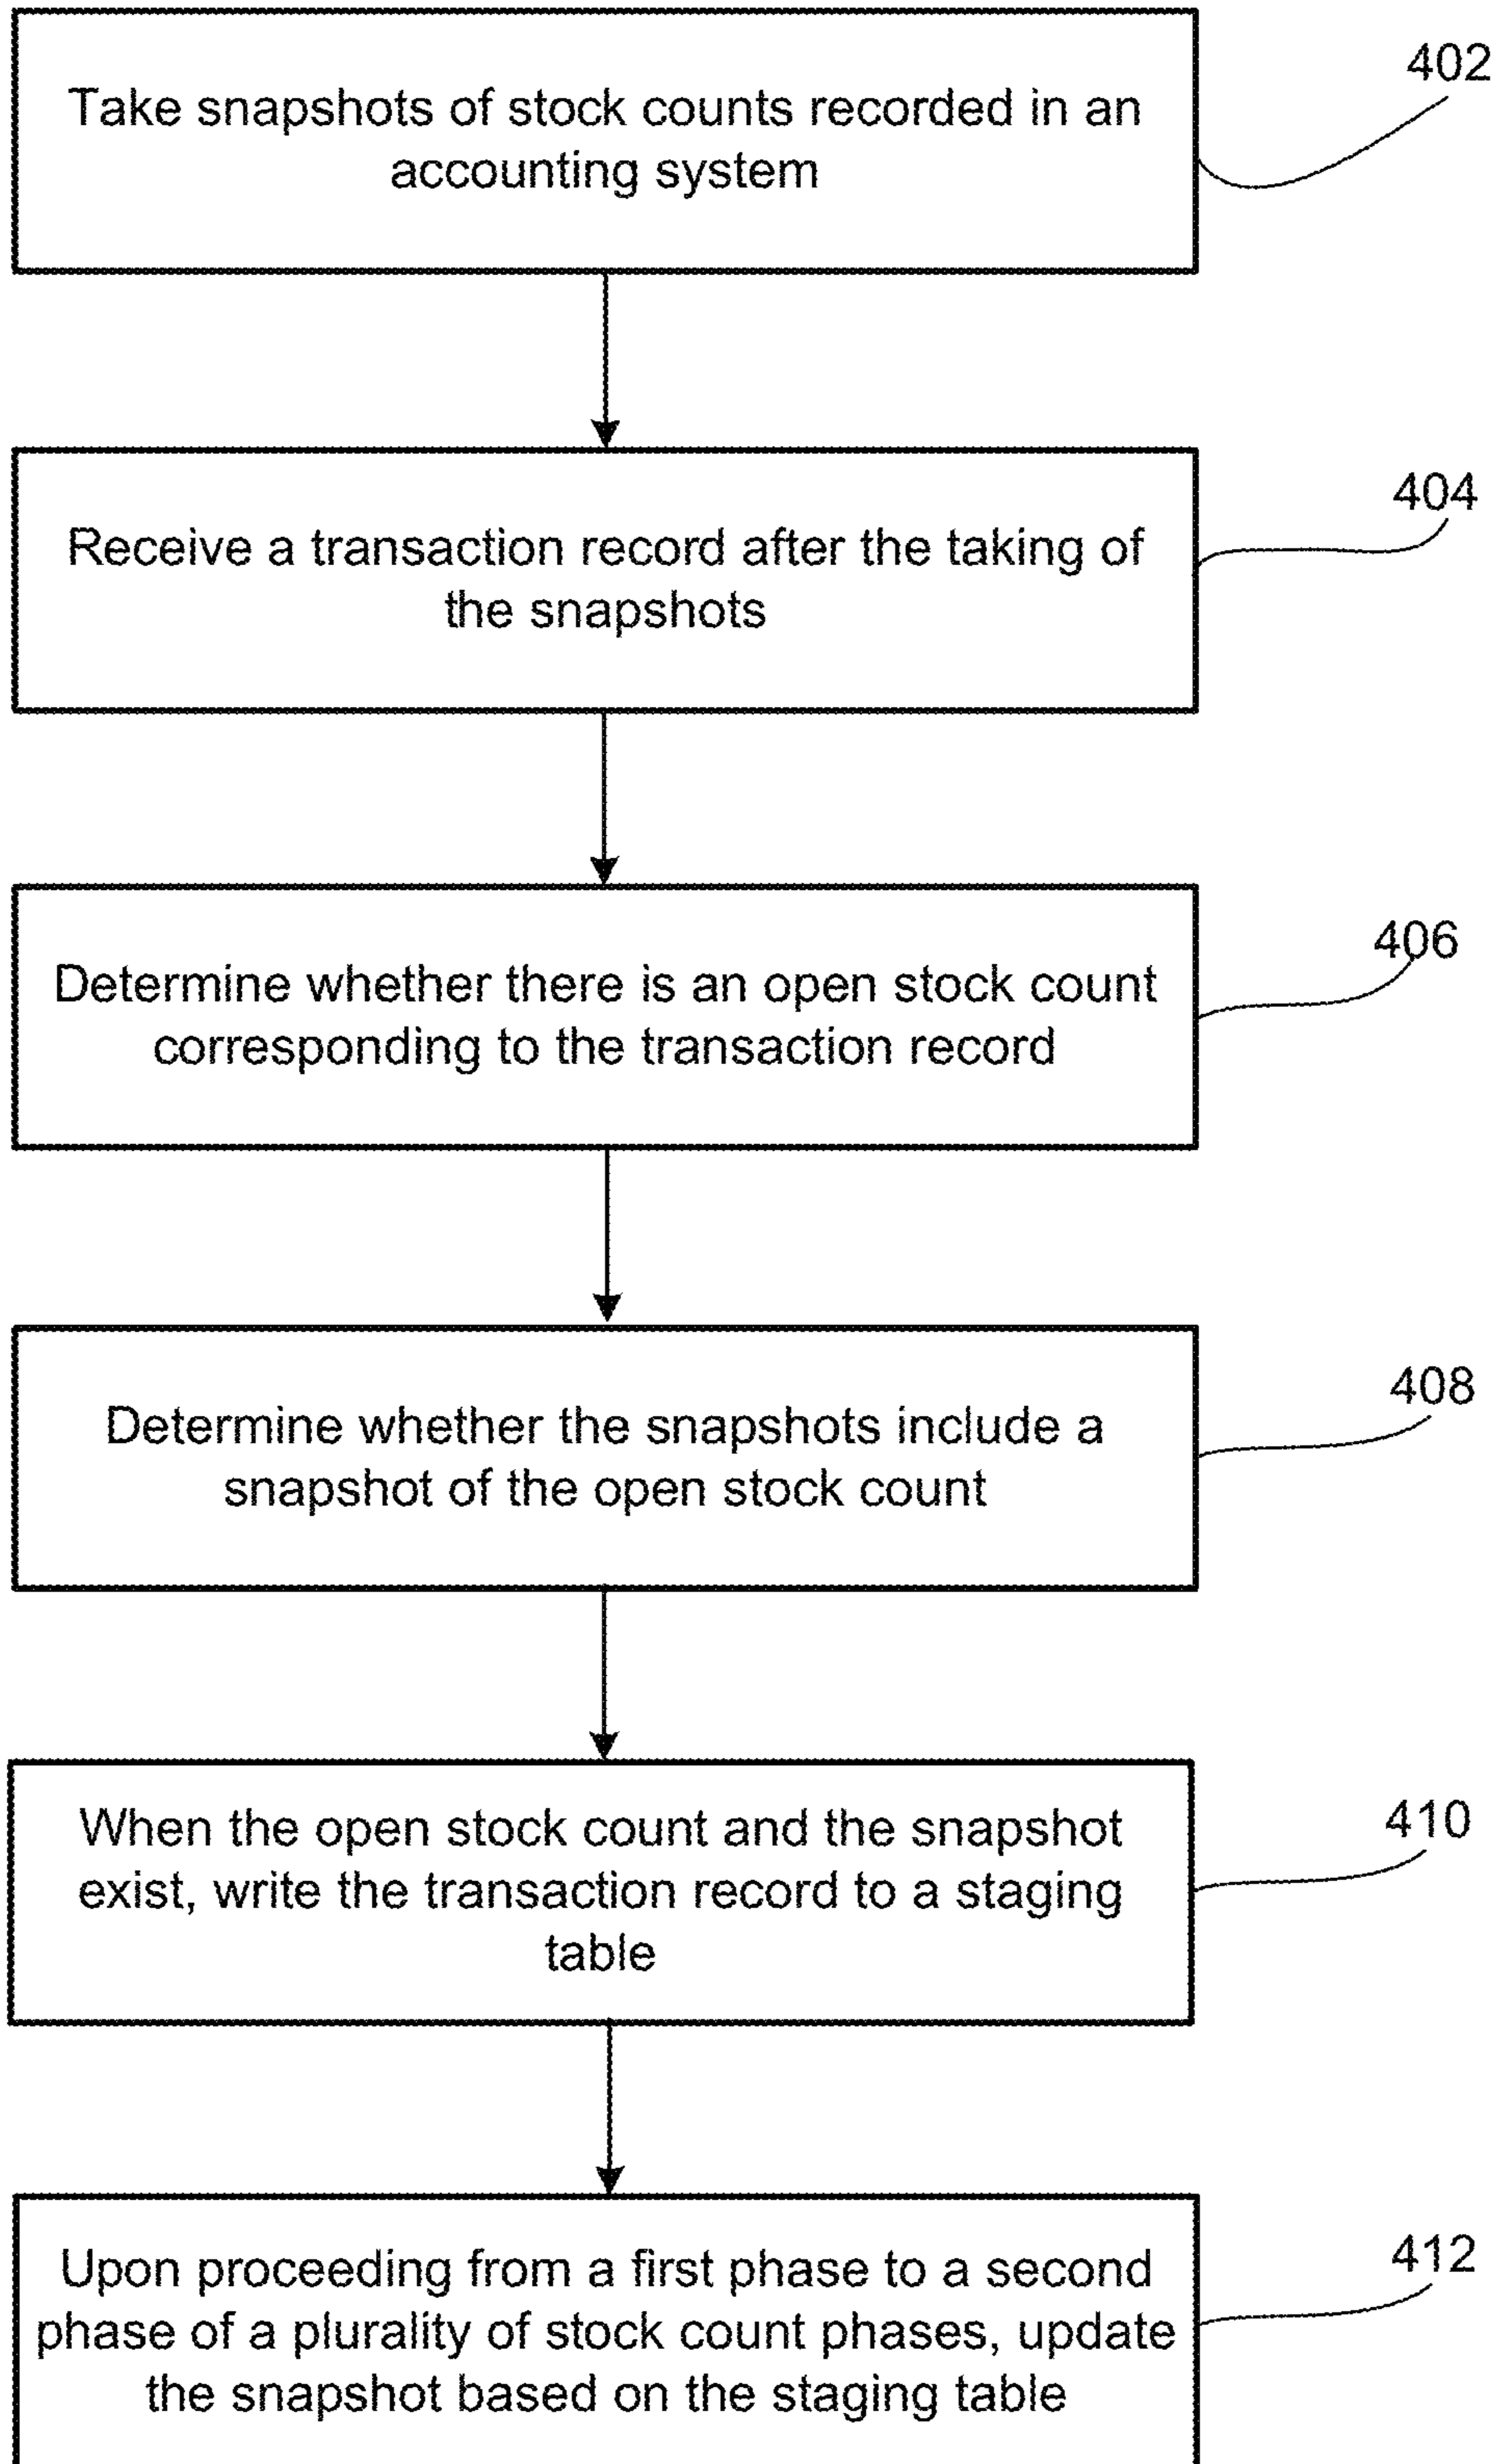 Take snapshots of stock counts recorded in an
accounting system
402
Receive a transaction record after the taking of
the snapshots
404
Determine whether there is an open stock count
corresponding to the transaction record
406
Determine whether the snapshots include a
snapshot of the open stock count
408
When the open stock count and the snapshot
exist, write the transaction record to a staging
table
410
Upon proceeding from a first phase to a second
phase of a plurality of stock count phases, update
the snapshot based on the staging table
412